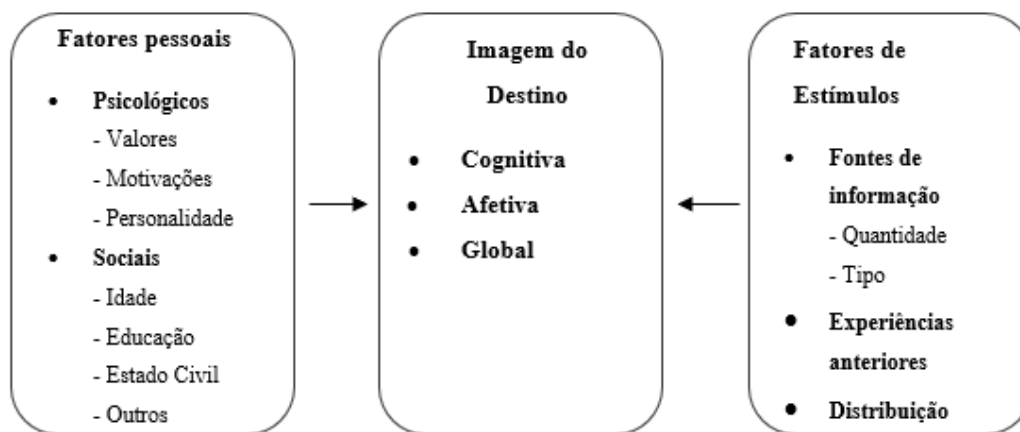 Fatores pessoais
• Psicológicos
- Valores
- Motivações
- Personalidade
• Sociais
- Idade
- Educação
- Estado Civil
- Outros
Imagem do
Destino
• Cognitiva
• Afetiva
• Global
Fatores de
Estímulos
• Fontes de
informação
- Quantidade
- Tipo
• Experiências
anteriores
• Distribuição